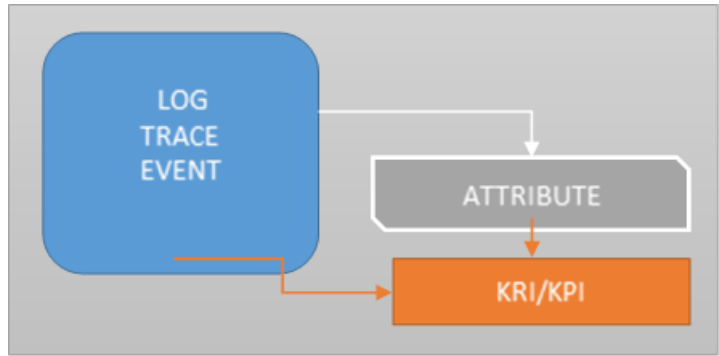 LOG
TRACE
EVENT
ATTRIBUTE
KRI/KPI